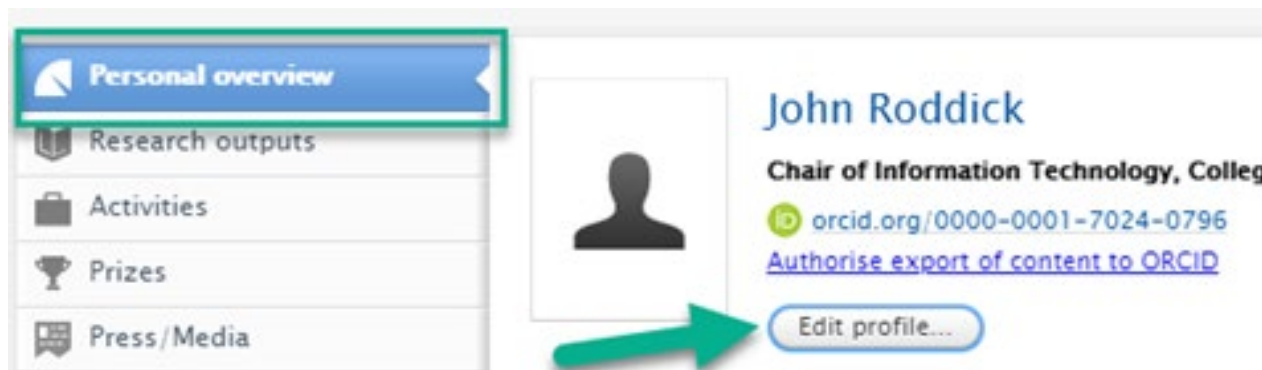 Personal overview
Research outputs
Activities
Prizes
Press/Media
John Roddick
Chair of Information Technology, Colleg
iD orcid.org/0000-0001-7024-0796
Authorise export of content to ORCID
Edit profile...